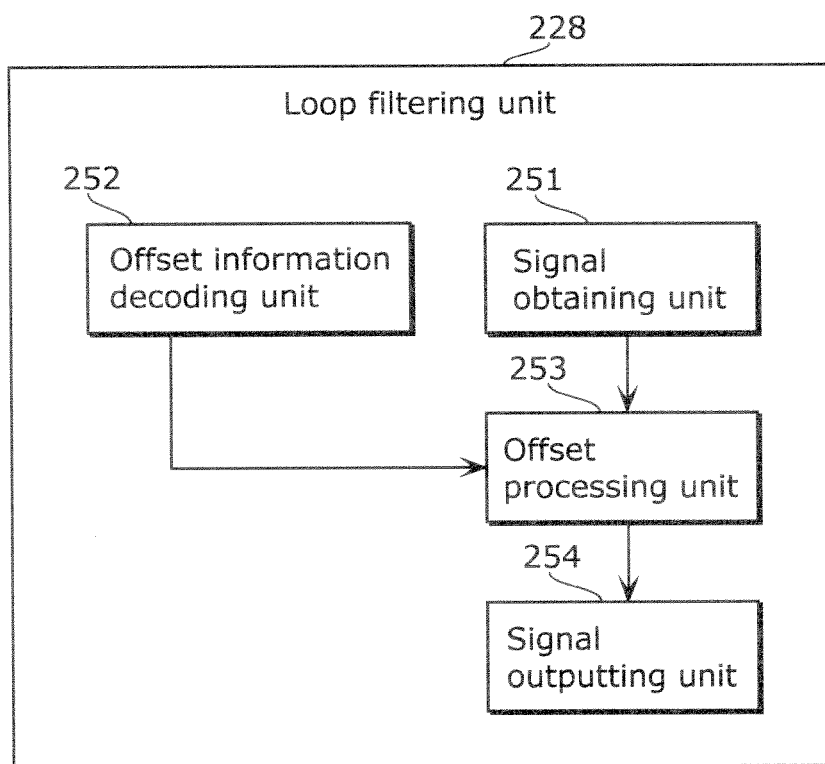 228
Loop filtering unit
252
251
Offset information
decoding unit
Signal
obtaining unit
253
Offset
processing unit
254
Signal
outputting unit